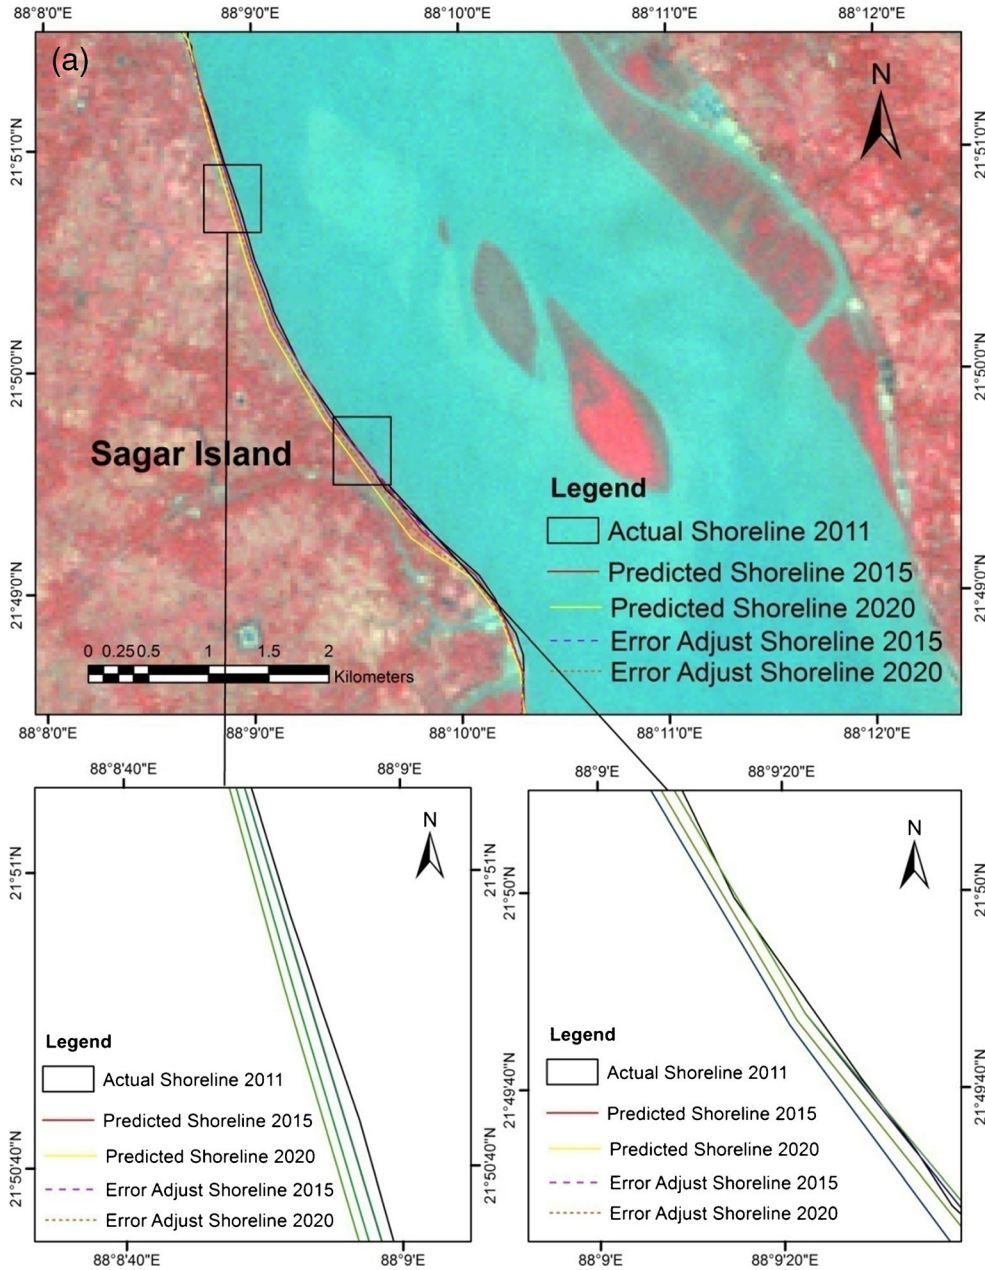 88°8'0"E 88°9'0"E 88°10'0"E 88°11'0"E 88°12'0"E
(a)
N
21°51'0"N 21°51'0"N
21°50'0"N 21°50'0"N
Sagar Island
Legend
Actual Shoreline 2011
Predicted Shoreline 2015
Predicted Shoreline 2020
Error Adjust Shoreline 2015
Error Adjust Shoreline 2020
21°49'0"N 21°49'0"N
0 0.25 0.5 1 1.5 2
Kilometers
88°8'0"E 88°9'0"E 88°10'0"E 88°11'0"E 88°12'0"E
88°8'40"E 88°9'E
N
21°51'N 21°51'N
Legend
Actual Shoreline 2011
Predicted Shoreline 2015
Predicted Shoreline 2020
Error Adjust Shoreline 2015
Error Adjust Shoreline 2020
21°50'40"N 21°50'40"N
88°8'40"E 88°9'E
88°9'E 88°9'20"E
N
21°50'N 21°50'N
Legend
Actual Shoreline 2011
Predicted Shoreline 2015
Predicted Shoreline 2020
Error Adjust Shoreline 2015
Error Adjust Shoreline 2020
21°49'40"N 21°49'40"N
88°9'E 88°9'20"E